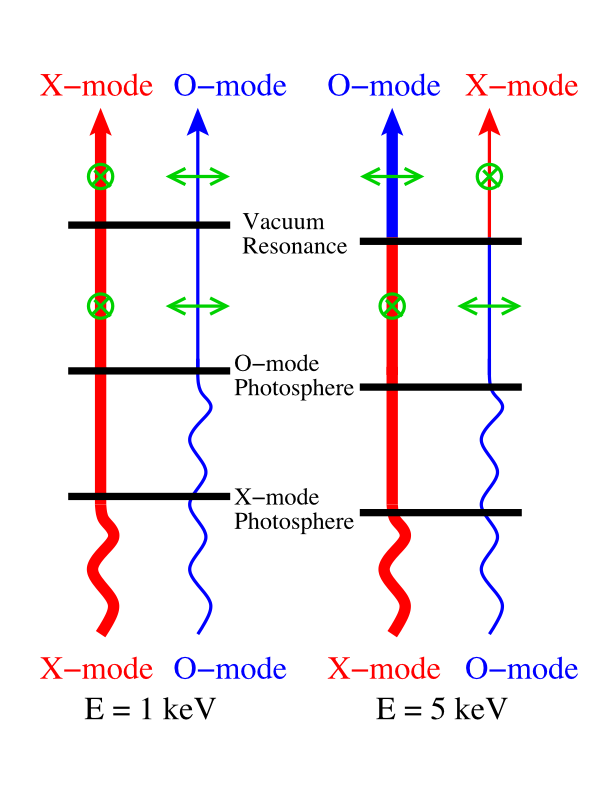 X−mode O−mode O−mode X−mode
Vacuum
Resonance
O−mode
Photosphere
X−mode
Photosphere
X−mode O−mode X−mode O−mode
E = 1 keV E = 5 keV